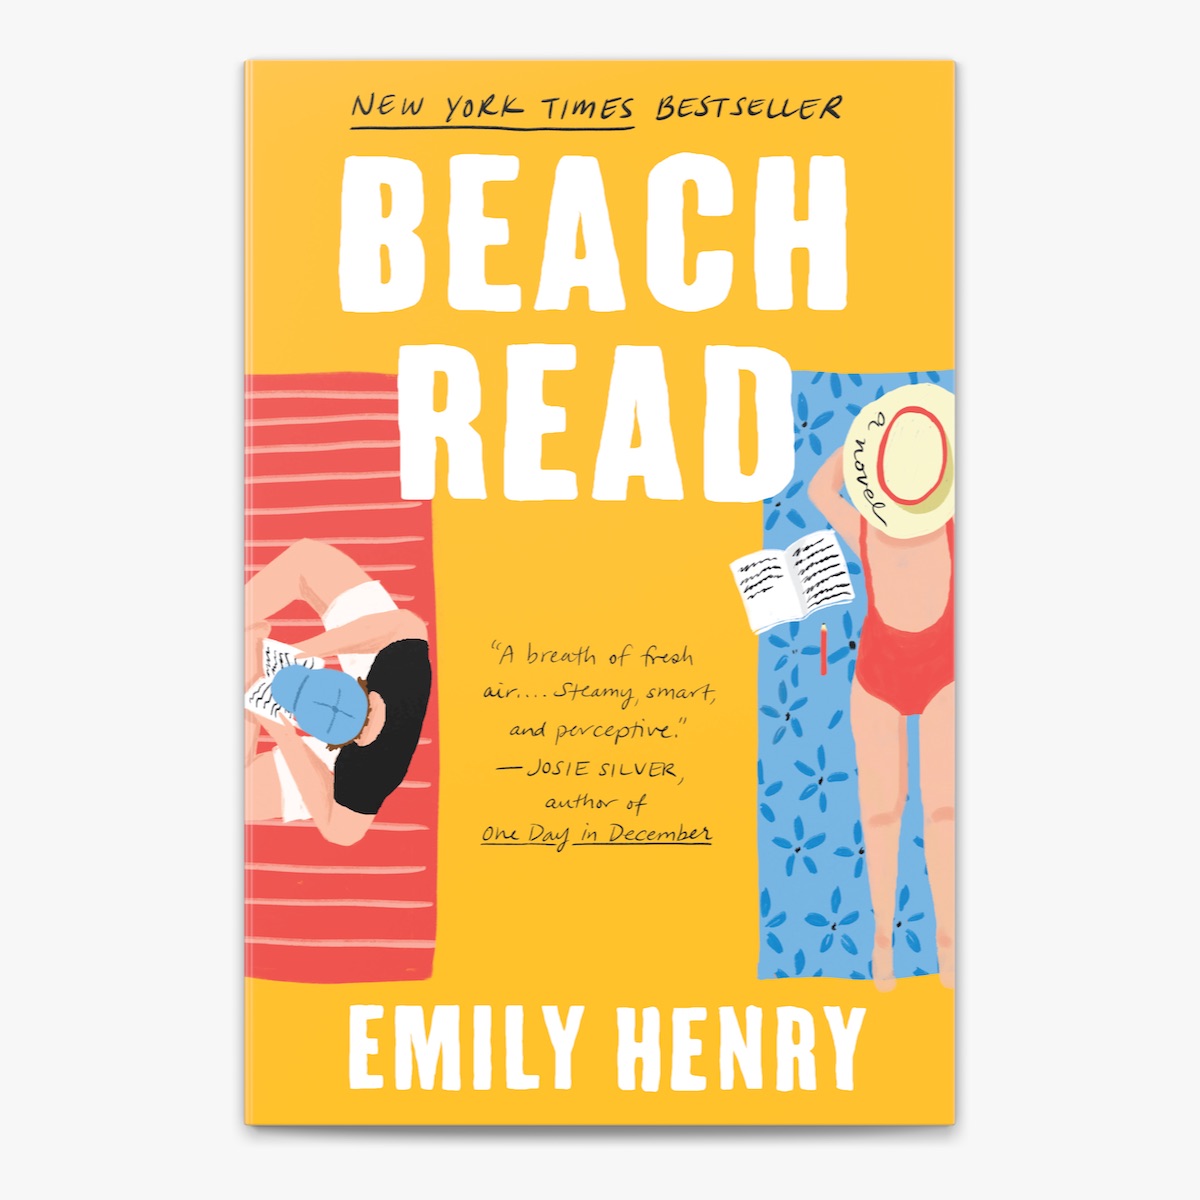 NEW YORK TIMES BESTSELLER
BEACH
READ
a novel
“A breath of fresh
air.... Steamy, smart,
and perceptive.”
—JOSIE SILVER,
author of
One Day in December
EMILY HENRY